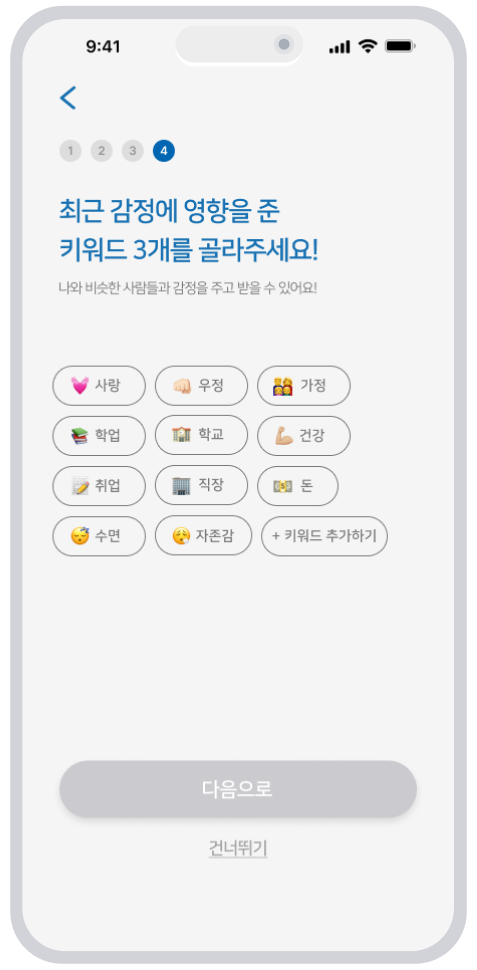 9:41
1 2 3 4
최근 감정에 영향을 준
키워드 3개를 골라주세요!
나와 비슷한 사람들과 감정을 주고 받을 수 있어요!
사랑 우정 가정
학업 학교 건강
취업 직장 돈
수면 자존감 + 키워드 추가하기
다음으로
건너뛰기